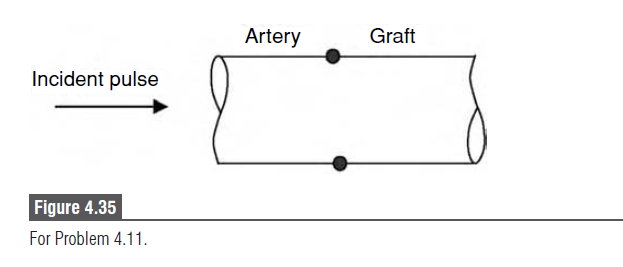 Artery Graft
Incident pulse
Figure 4.35
For Problem 4.11.